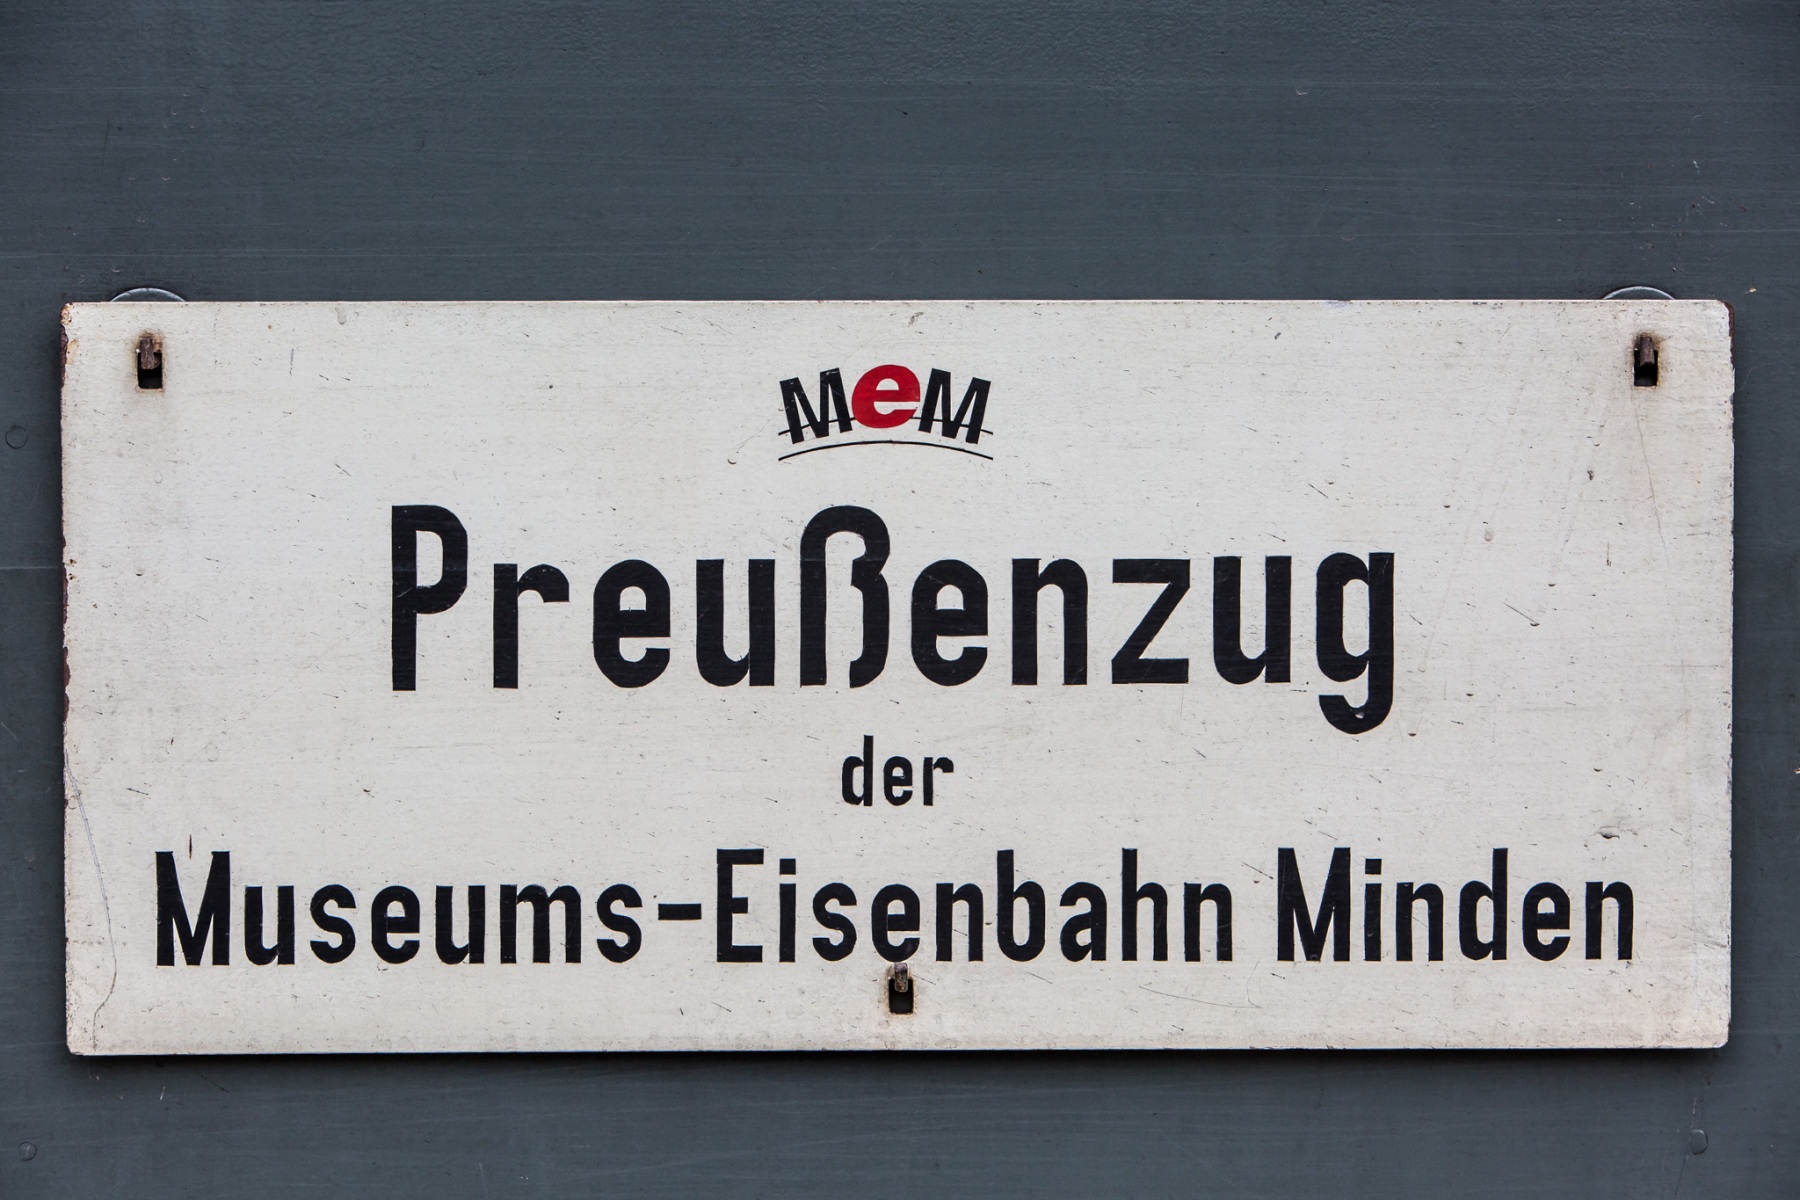 MeM
Preußenzug
der
Museums-Eisenbahn Minden